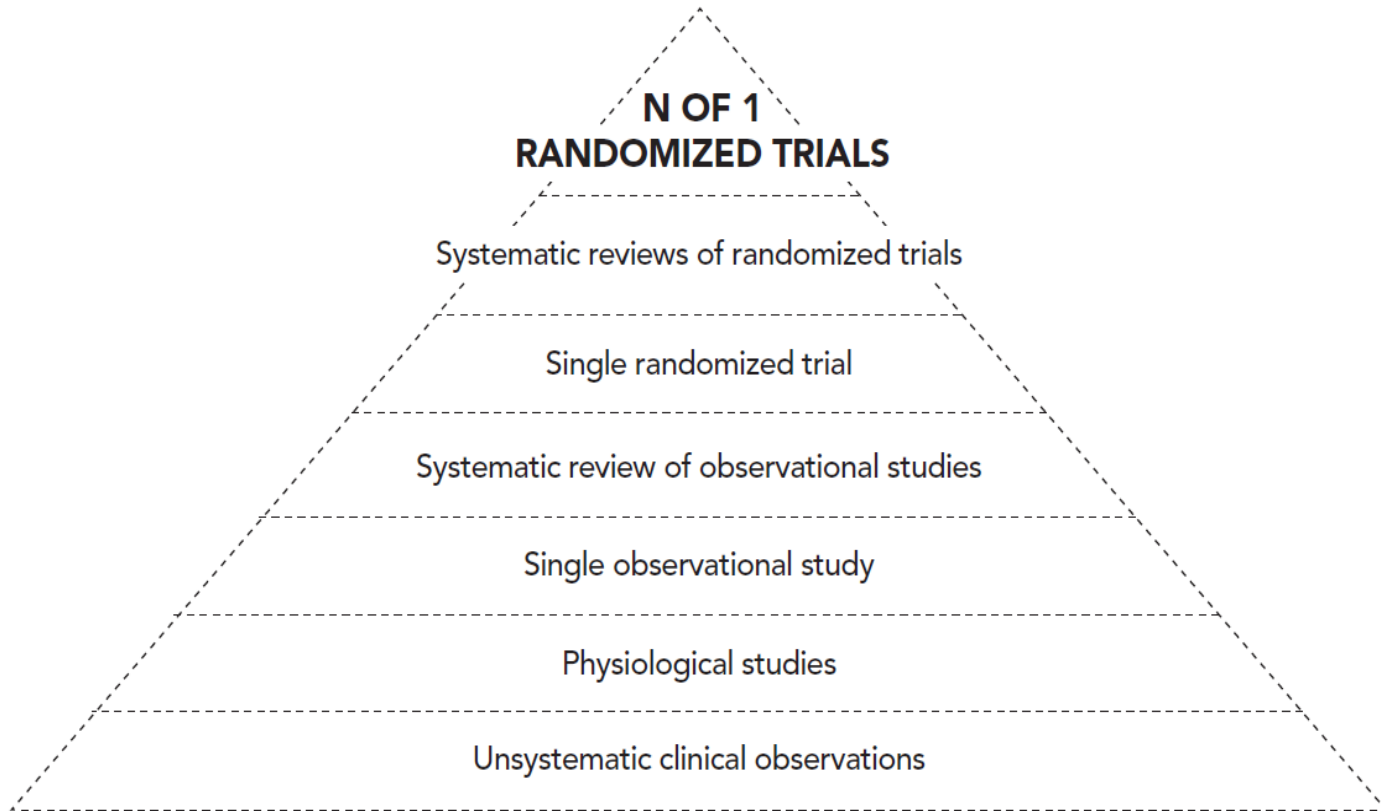 N OF 1
RANDOMIZED TRIALS
Systematic reviews of randomized trials
Single randomized trial
Systematic review of observational studies
Single observational study
Physiological studies
Unsystematic clinical observations